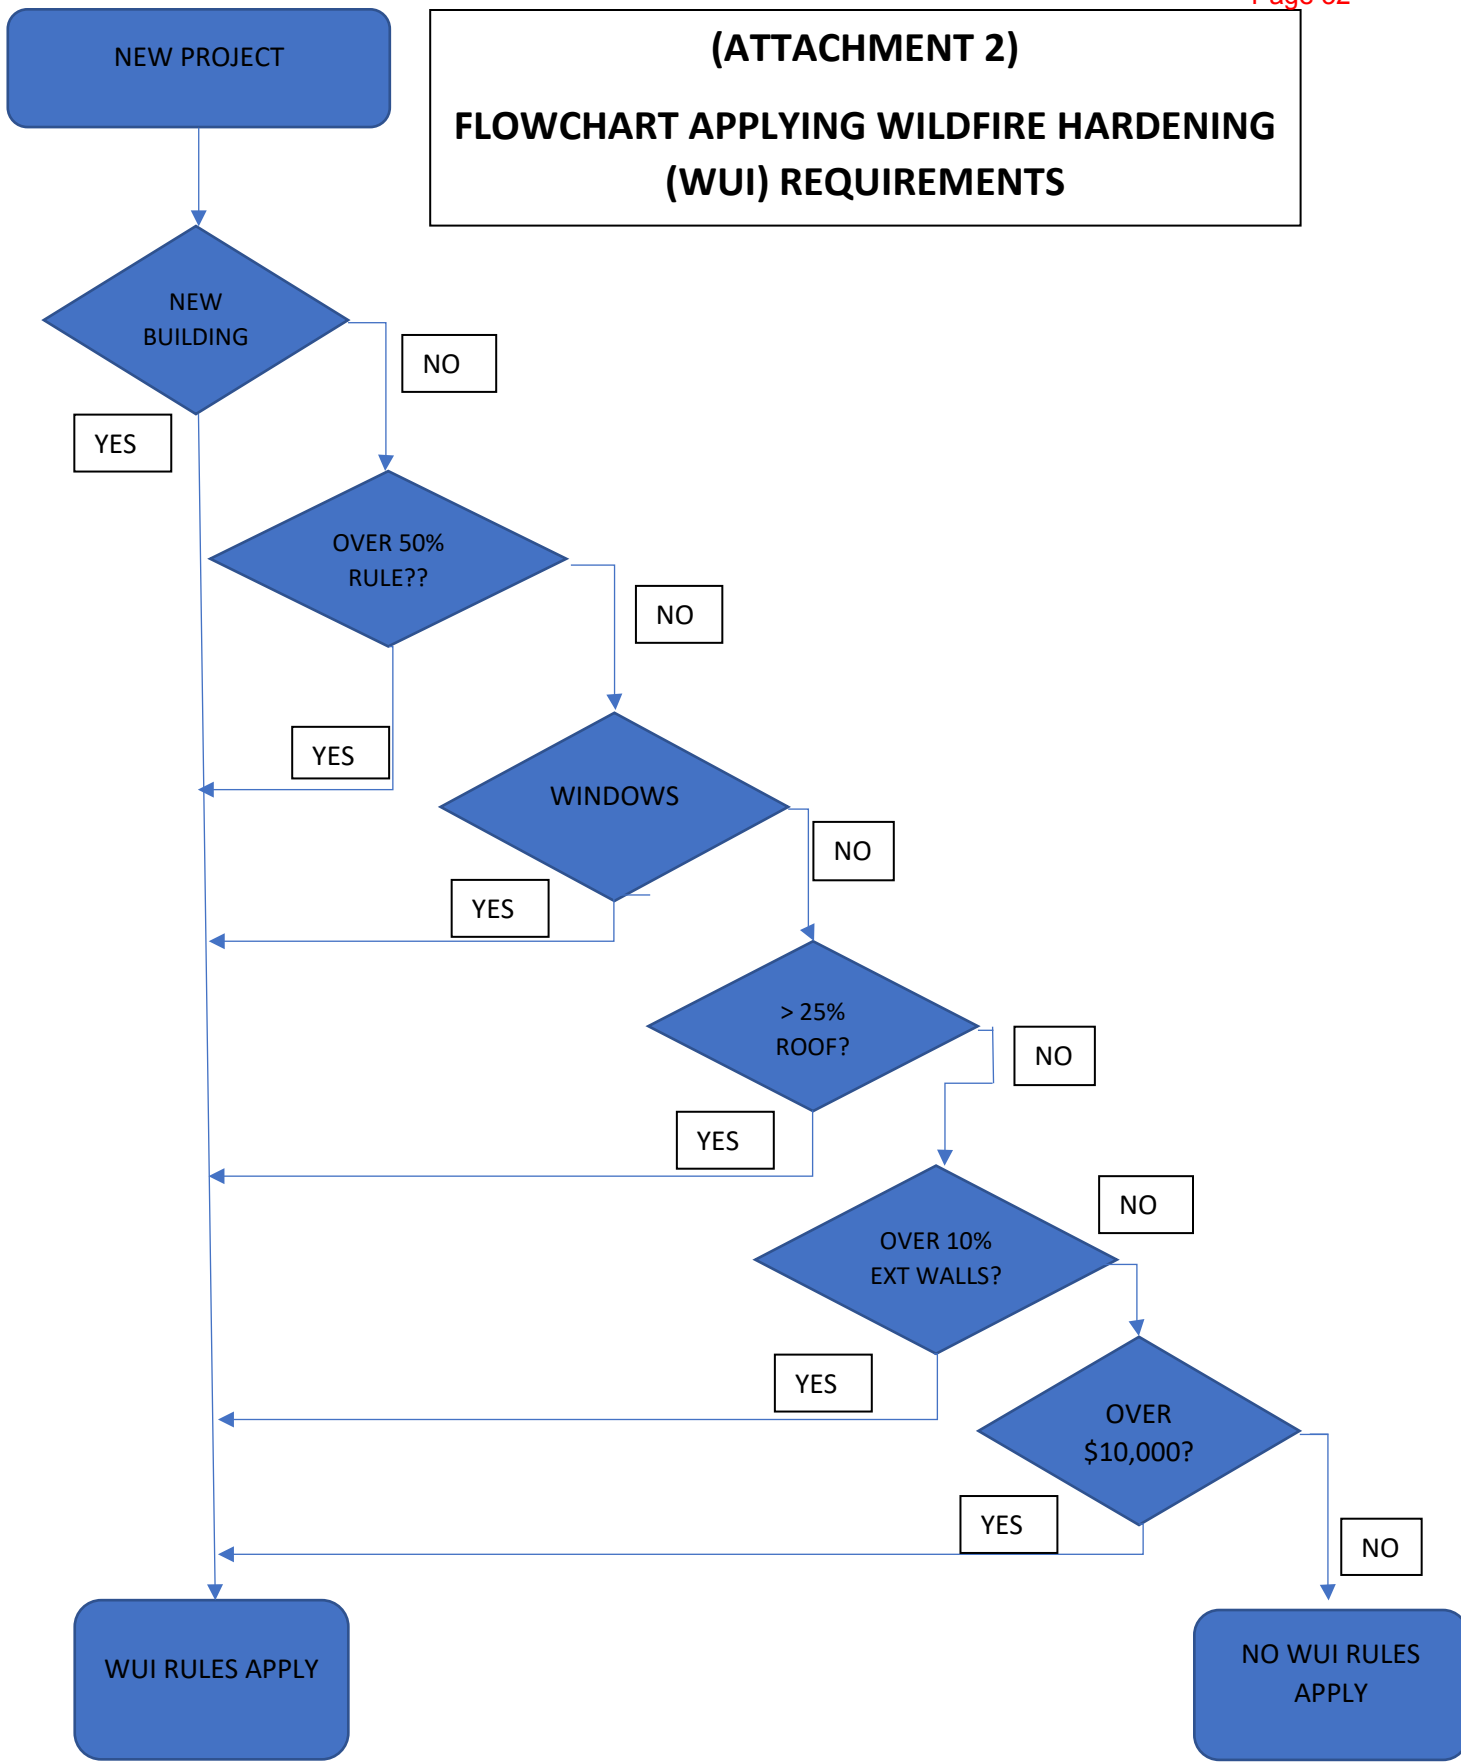 NEW PROJECT
(ATTACHMENT 2)
FLOWCHART APPLYING WILDFIRE HARDENING
(WUI) REQUIREMENTS
NEW
BUILDING
NO
YES
OVER 50%
RULE??
NO
YES
WINDOWS
NO
YES
> 25%
ROOF?
NO
YES
NO
OVER 10%
EXT WALLS?
YES
OVER
$10,000?
YES
NO
WUI RULES APPLY
NO WUI RULES
APPLY